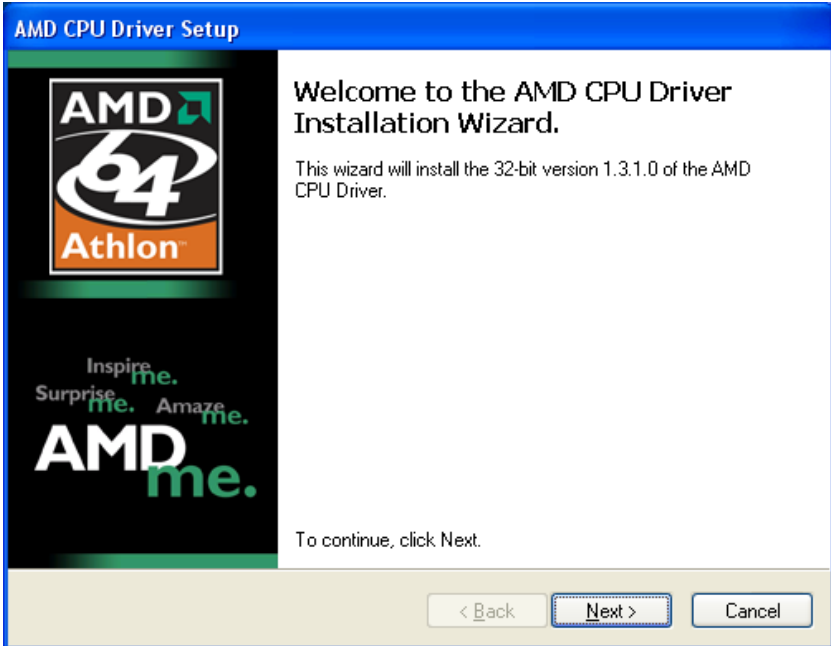 AMD CPU Driver Setup
AMD
64
Athlon™
Welcome to the AMD CPU Driver
Installation Wizard.
This wizard will install the 32-bit version 1.3.1.0 of the AMD
CPU Driver.
Inspire me.
Surprise me. Amaze me.
AMD me.
To continue, click Next.
< Back Next > Cancel